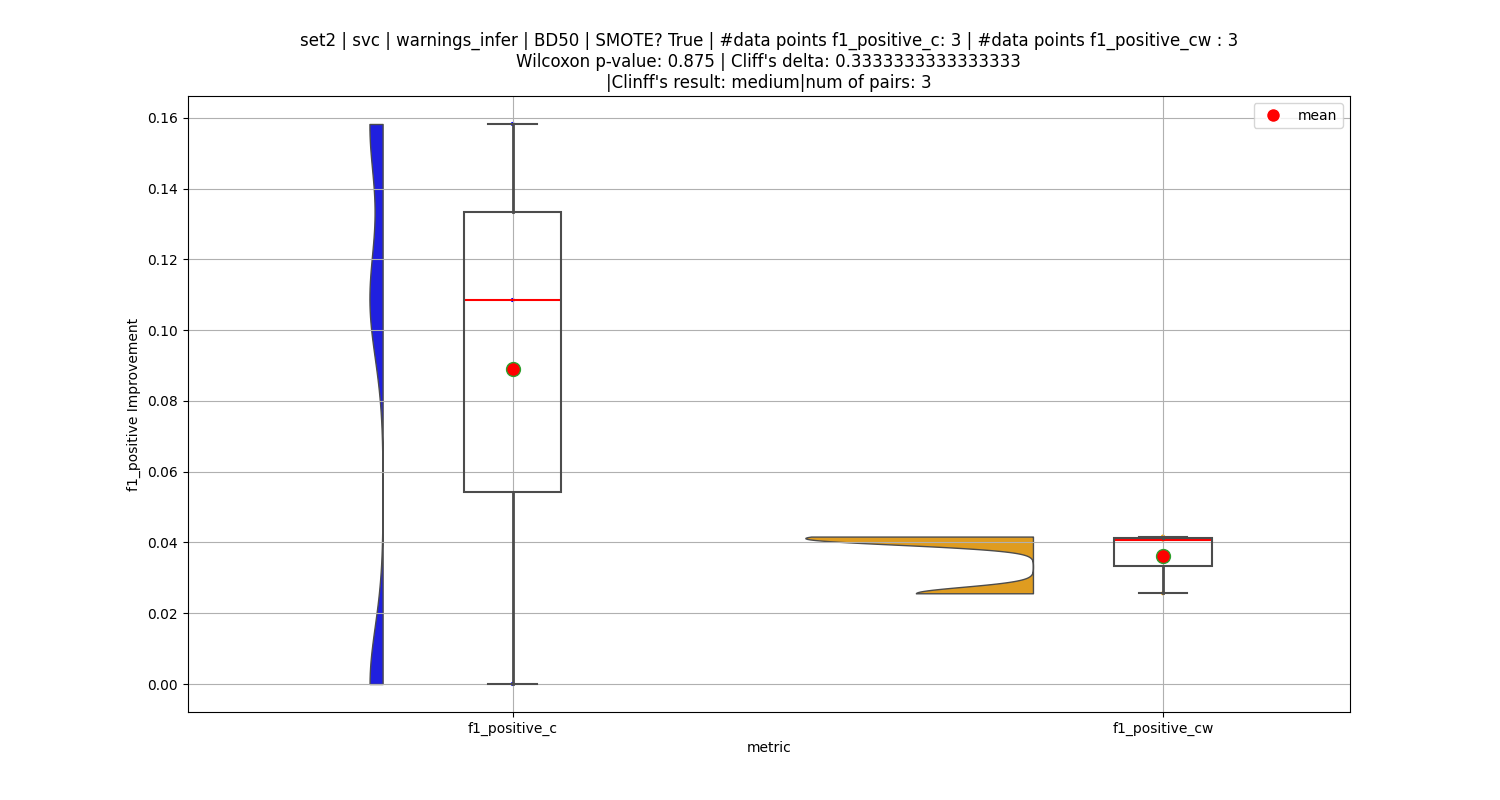 set2 | svc | warnings_infer | BD50 | SMOTE? True | #data points f1_positive_c: 3 | #data points f1_positive_cw : 3
Wilcoxon p-value: 0.875 | Cliff's delta: 0.3333333333333333
|Clinff's result: medium|num of pairs: 3
mean
0.16
0.14
0.12
0.10
0.08
0.06
0.04
0.02
0.00
f1_positive Improvement
f1_positive_c
f1_positive_cw
metric